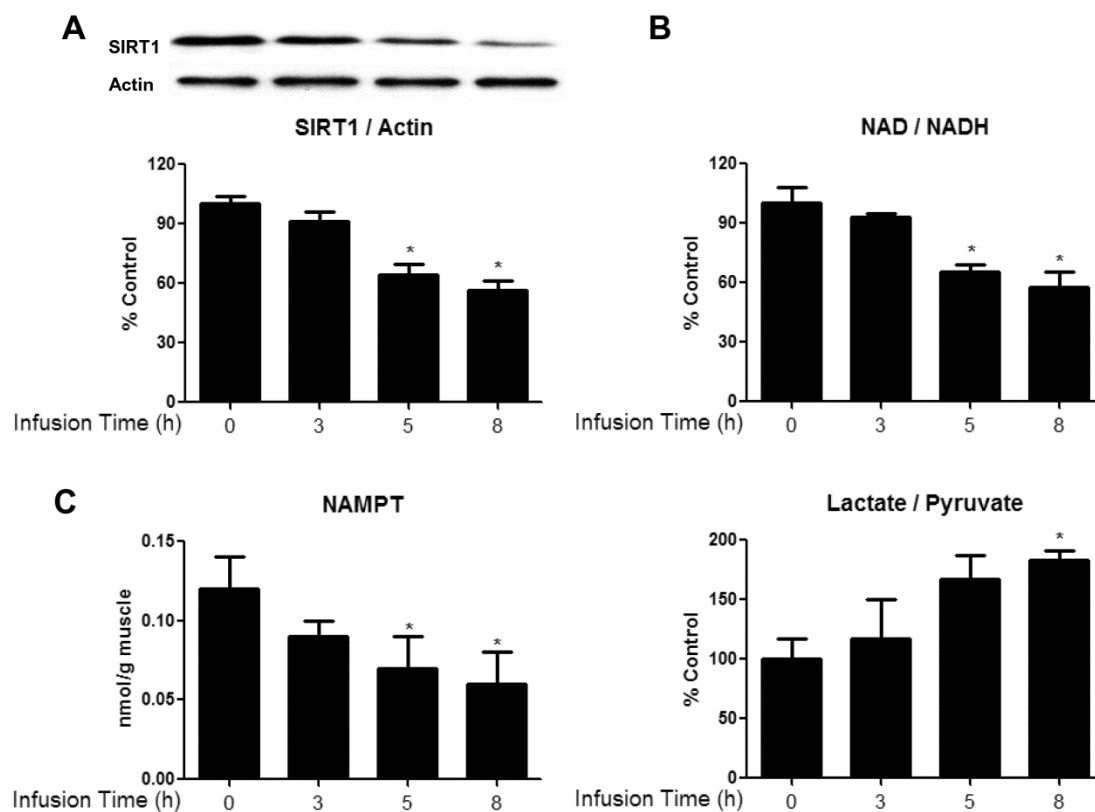 A
SIRT1
Actin
SIRT1 / Actin
120
90
60
30
0
% Control
* *
Infusion Time (h) 0 3 5 8
B
NAD / NADH
120
90
60
30
0
% Control
* *
Infusion Time (h) 0 3 5 8
C
NAMPT
0.15
0.10
0.05
0.00
nmol/g muscle
* *
Infusion Time (h) 0 3 5 8
Lactate / Pyruvate
200
150
100
50
0
% Control
*
Infusion Time (h) 0 3 5 8